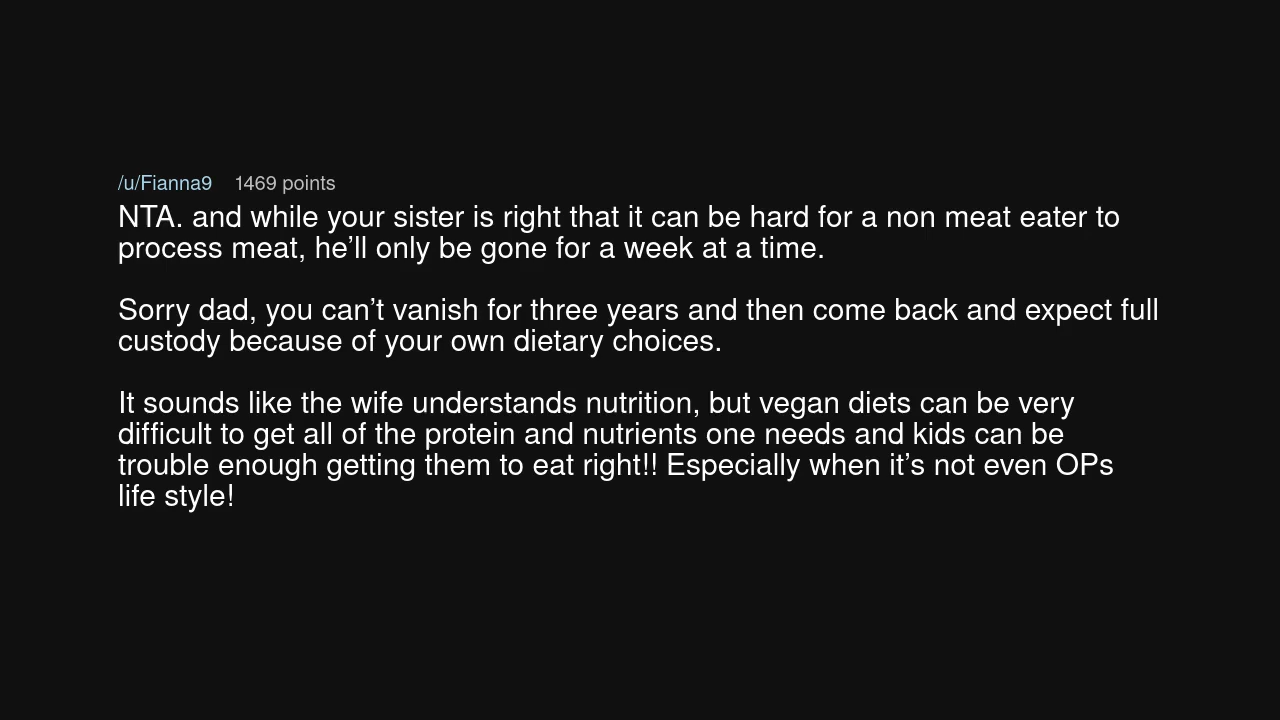 /u/Fianna9 1469 points
NTA. and while your sister is right that it can be hard for a non meat eater to
process meat, he’ll only be gone for a week at a time.
Sorry dad, you can’t vanish for three years and then come back and expect full
custody because of your own dietary choices.
It sounds like the wife understands nutrition, but vegan diets can be very
difficult to get all of the protein and nutrients one needs and kids can be
trouble enough getting them to eat right!! Especially when it’s not even OPs
life style!